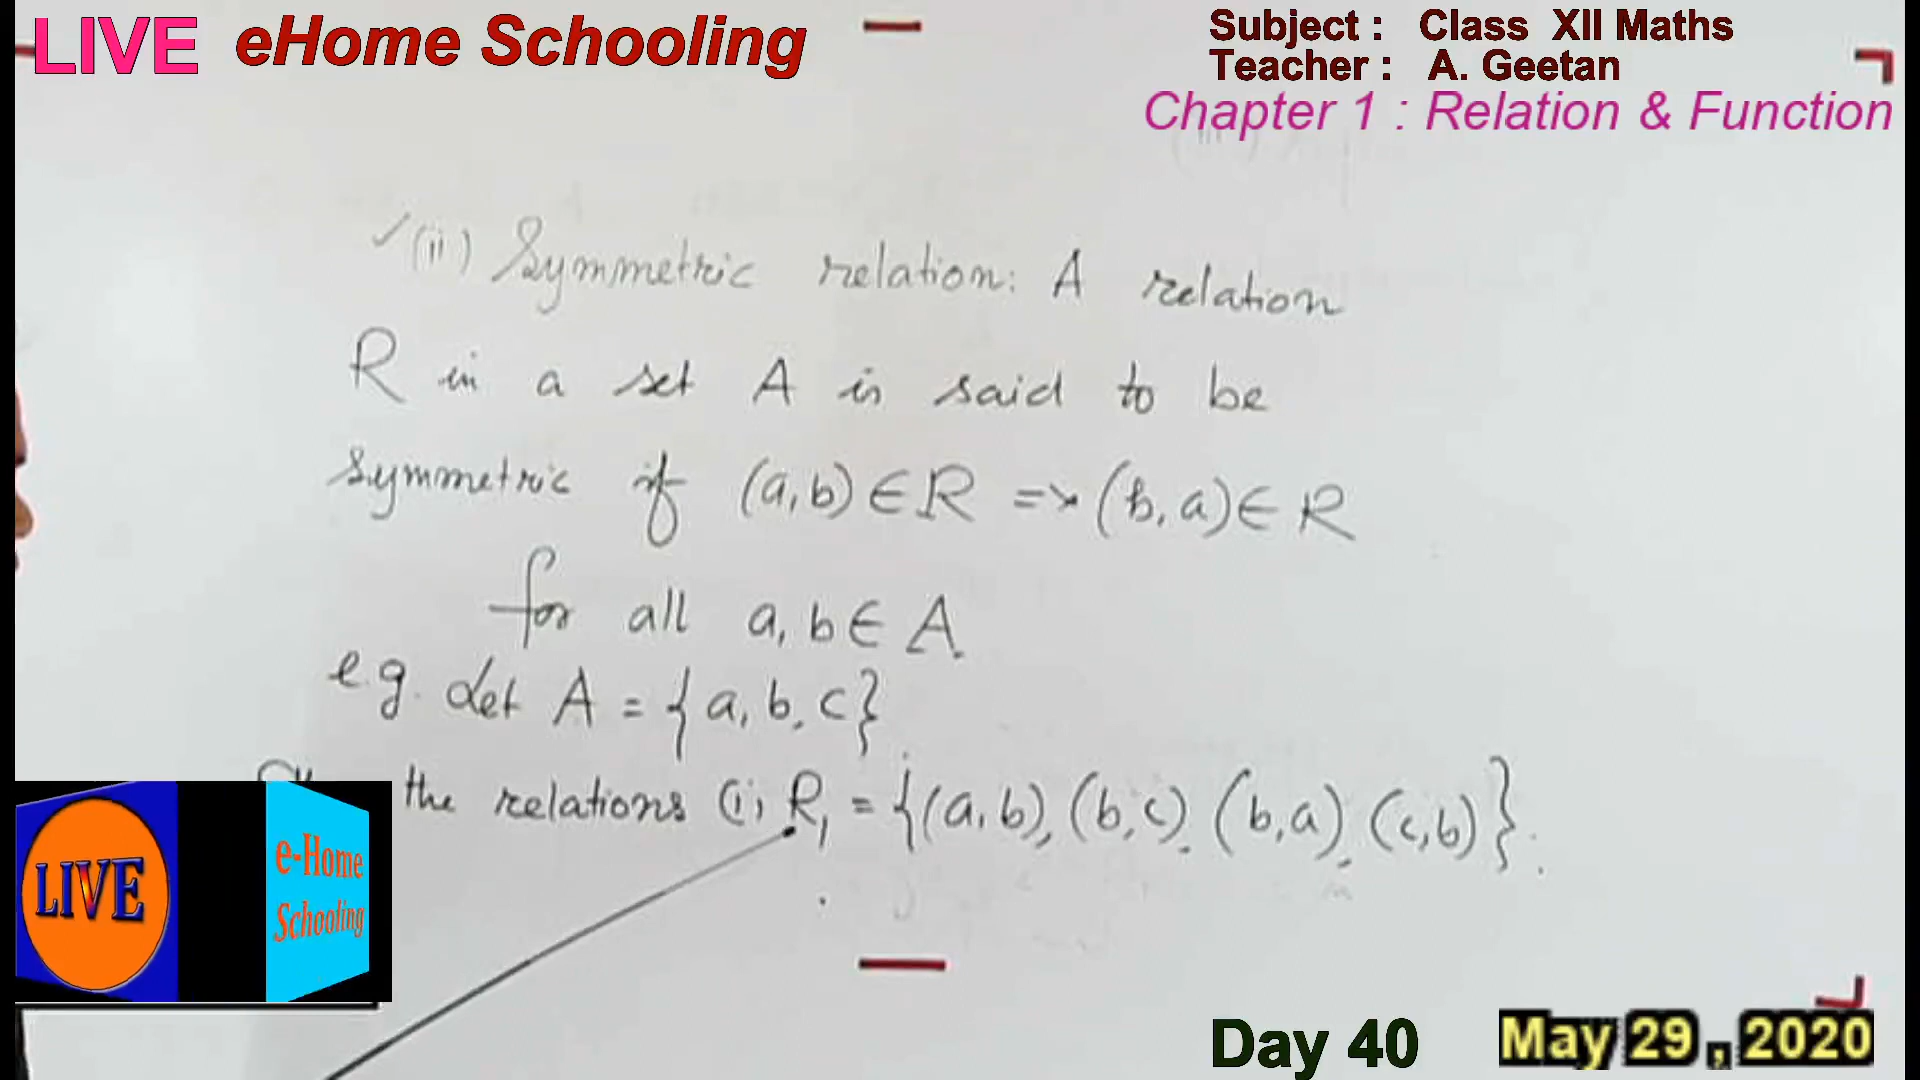 LIVE eHome Schooling
Subject : Class XII Maths
Teacher : A. Geetan
Chapter 1 : Relation & Function
(ii) Symmetric relation: A relation
R in a set A is said to be
symmetric if (a,b) ∈ R => (b,a) ∈ R
for all a, b ∈ A.
e.g. Let A = {a, b, c}
the relations (i) R₁ = {(a,b), (b,c), (b,a), (c,b)}.
LIVE
e-Home
Schooling
Day 40
May 29 , 2020